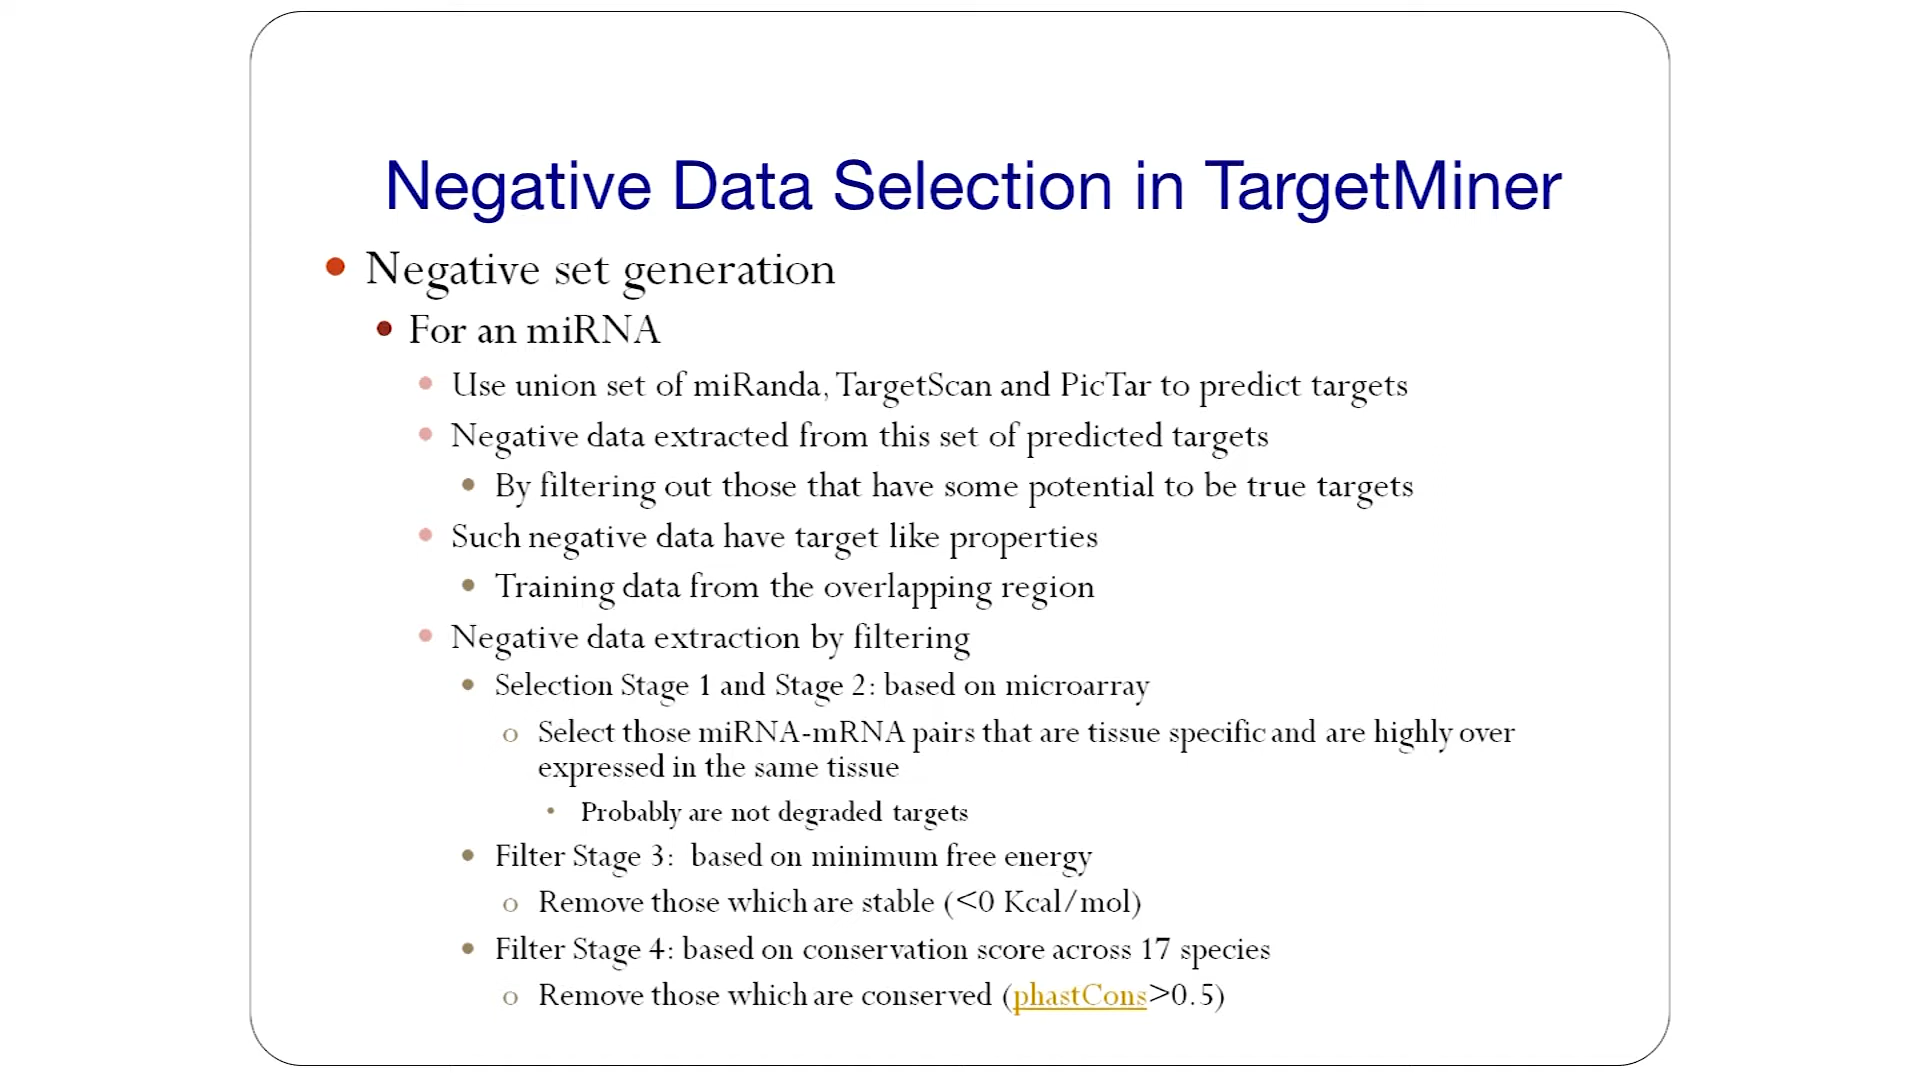 Negative Data Selection in TargetMiner
Negative set generation
For an miRNA
Use union set of miRanda, TargetScan and PicTar to predict targets
Negative data extracted from this set of predicted targets
By filtering out those that have some potential to be true targets
Such negative data have target like properties
Training data from the overlapping region
Negative data extraction by filtering
Selection Stage 1 and Stage 2: based on microarray
Select those miRNA-mRNA pairs that are tissue specific and are highly over
expressed in the same tissue
Probably are not degraded targets
Filter Stage 3: based on minimum free energy
Remove those which are stable (<0 Kcal/mol)
Filter Stage 4: based on conservation score across 17 species
Remove those which are conserved (phastCons>0.5)